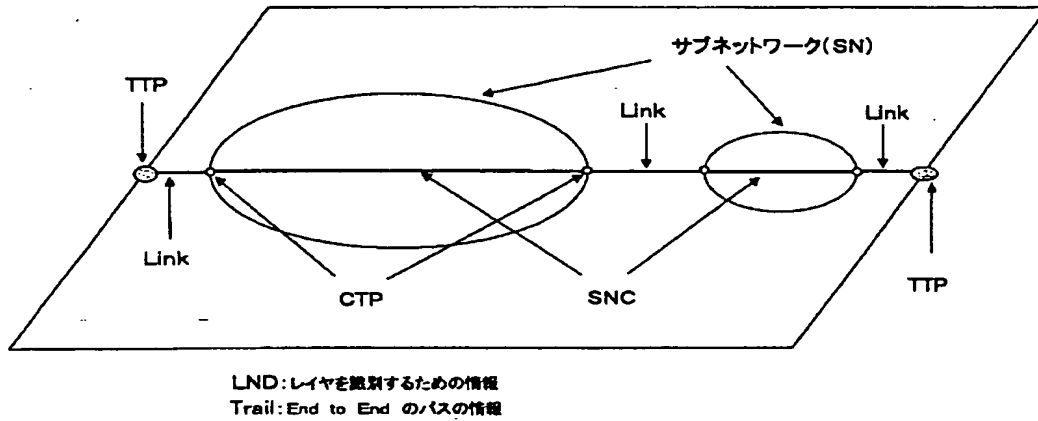 サブネットワーク(SN)
TTP
Link
Link
Link
CTP
SNC
TTP
LND:レイヤを識別するための情報
Trail:End to End のパスの情報